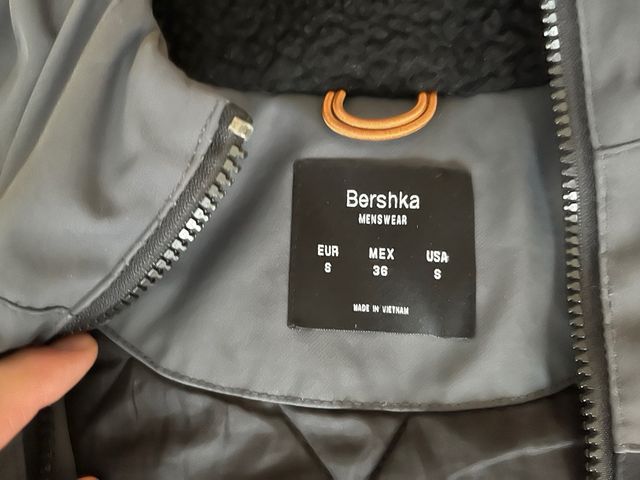 Bershka
MENSWEAR
EUR MEX USA
S 36 S
MADE IN VIETNAM